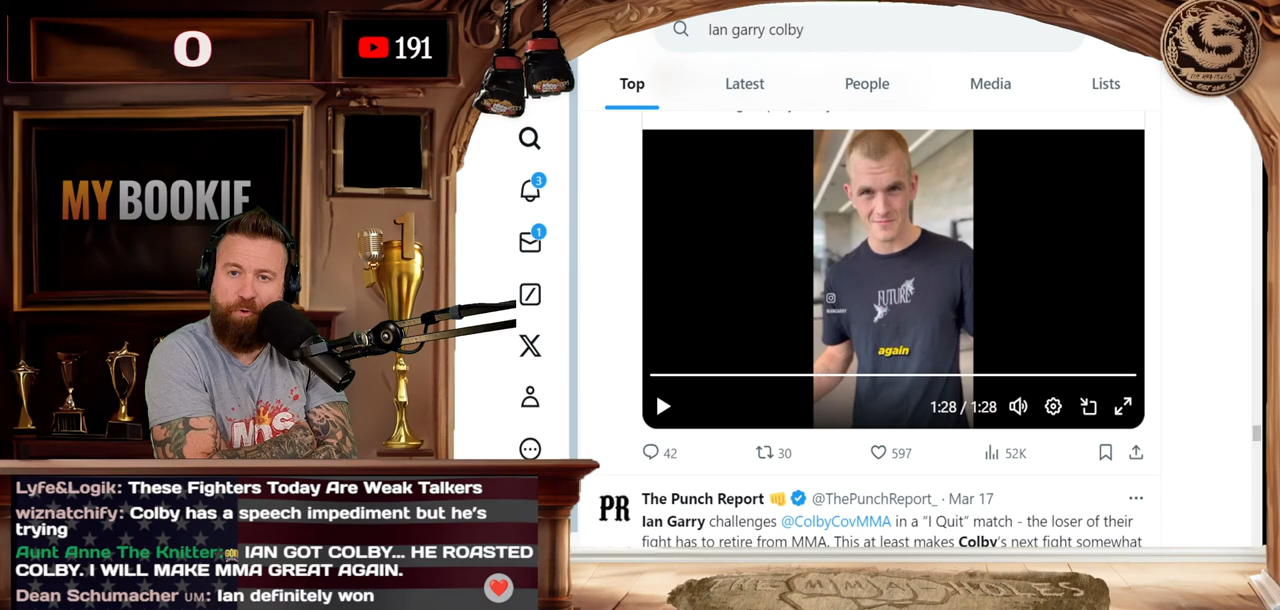 0
191
MY BOOKIE
1
Ian garry colby
Top
Latest
People
Media
Lists
3
1
FUTURE
again
1:28 / 1:28
42
30
597
52K
PR
The Punch Report 👊 @ThePunchReport_ · Mar 17
Ian Garry challenges @ColbyCovMMA in a “I Quit” match - the loser of their
fight has to retire from MMA. This at least makes Colby's next fight somewhat
Lyfe&Logik: These Fighters Today Are Weak Talkers
wiznatchify: Colby has a speech impediment but he's
trying
Aunt Anne The Knitter: IAN GOT COLBY... HE ROASTED
COLBY. I WILL MAKE MMA GREAT AGAIN.
Dean Schumacher UM: Ian definitely won